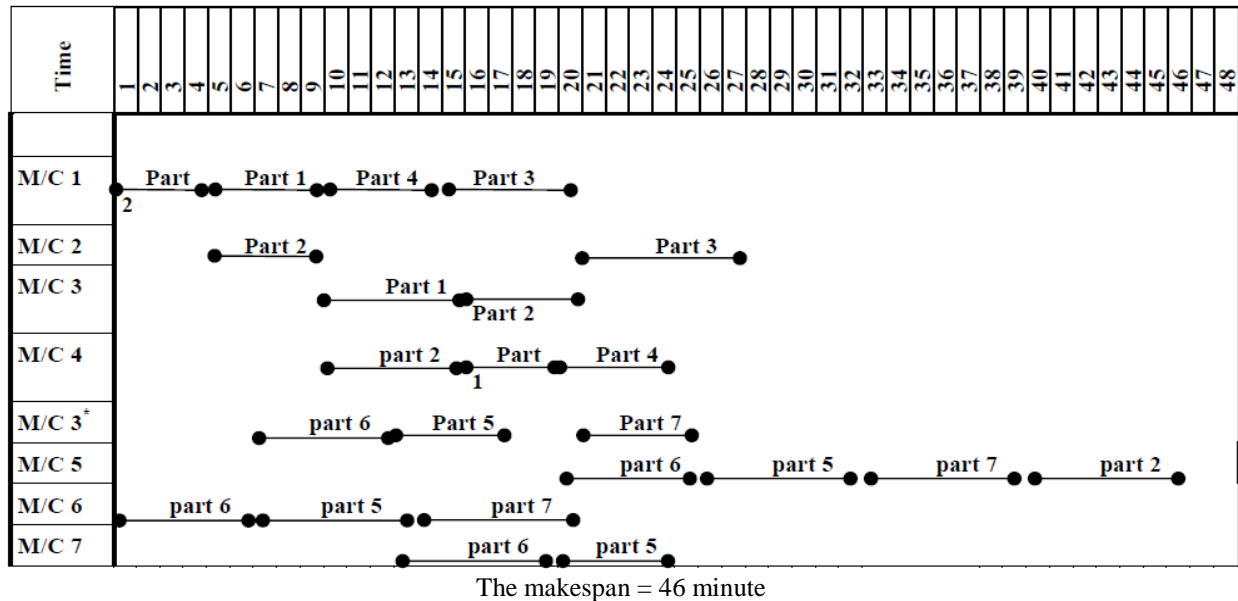 Time 1 2 3 4 5 6 7 8 9 10 11 12 13 14 15 16 17 18 19 20 21 22 23 24 25 26 27 28 29 30 31 32 33 34 35 36 37 38 39 40 41 42 43 44 45 46 47 48
M/C 1 Part Part 1 Part 4 Part 3
2
M/C 2 Part 2 Part 3
M/C 3 Part 1
Part 2
M/C 4 part 2 Part Part 4
1
M/C 3* part 6 Part 5 Part 7
M/C 5 part 6 part 5 part 7 part 2
M/C 6 part 6 part 5 part 7
M/C 7 part 6 part 5
The makespan = 46 minute